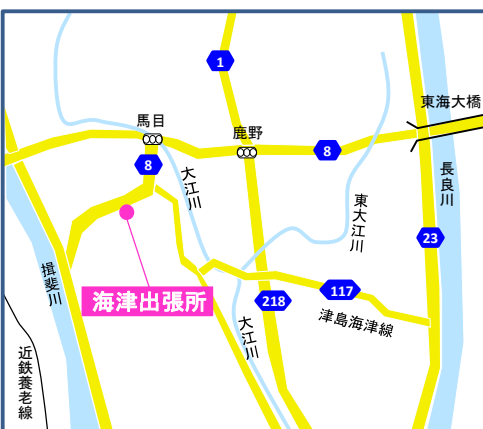 1
東海大橋
馬目
鹿野
8
8
大江川
長良川
東大江川
23
揖斐川
海津出張所
218
117
大江川
津島海津線
近鉄養老線